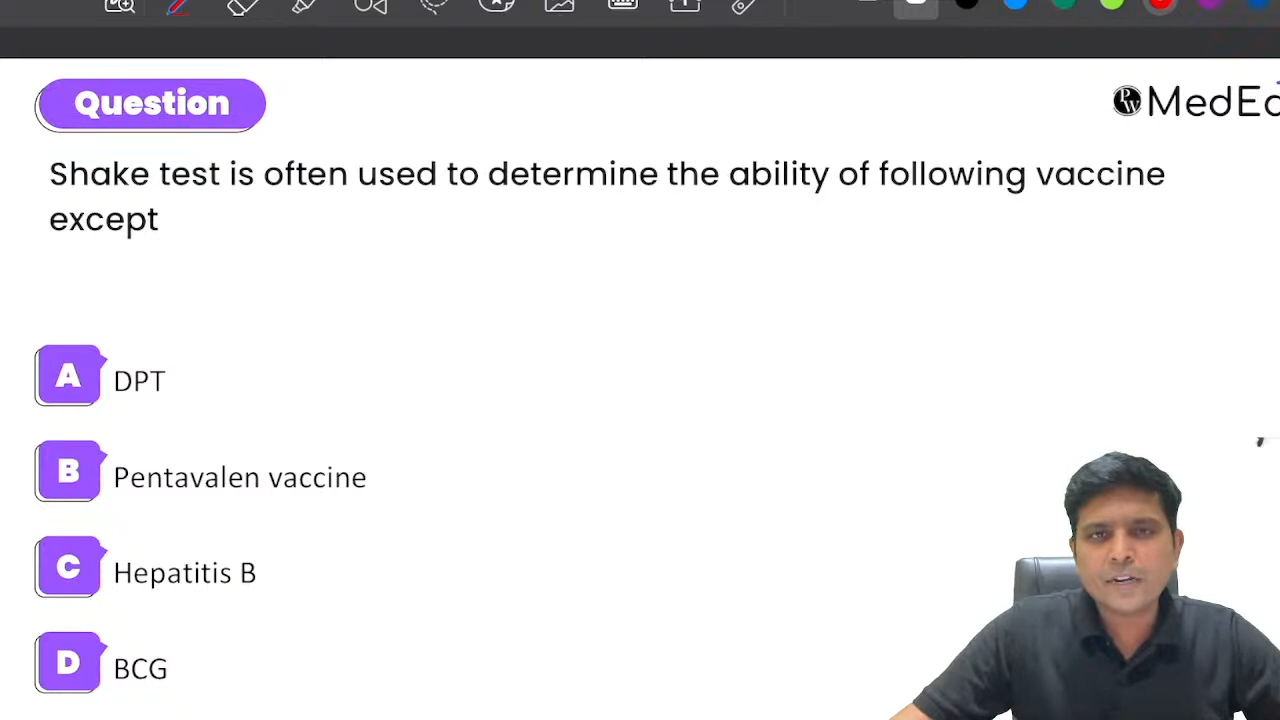 Question
MedEd
Shake test is often used to determine the ability of following vaccine
except
A DPT
B Pentavalen vaccine
C Hepatitis B
D BCG